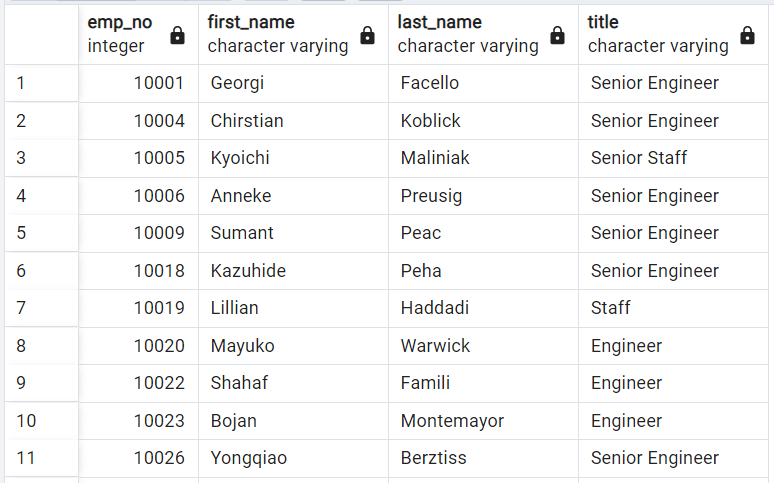 emp_no first_name last_name title
integer character varying character varying character varying
1 10001 Georgi Facello Senior Engineer
2 10004 Chirstian Koblick Senior Engineer
3 10005 Kyoichi Maliniak Senior Staff
4 10006 Anneke Preusig Senior Engineer
5 10009 Sumant Peac Senior Engineer
6 10018 Kazuhide Peha Senior Engineer
7 10019 Lillian Haddadi Staff
8 10020 Mayuko Warwick Engineer
9 10022 Shahaf Famili Engineer
10 10023 Bojan Montemayor Engineer
11 10026 Yongqiao Berztiss Senior Engineer